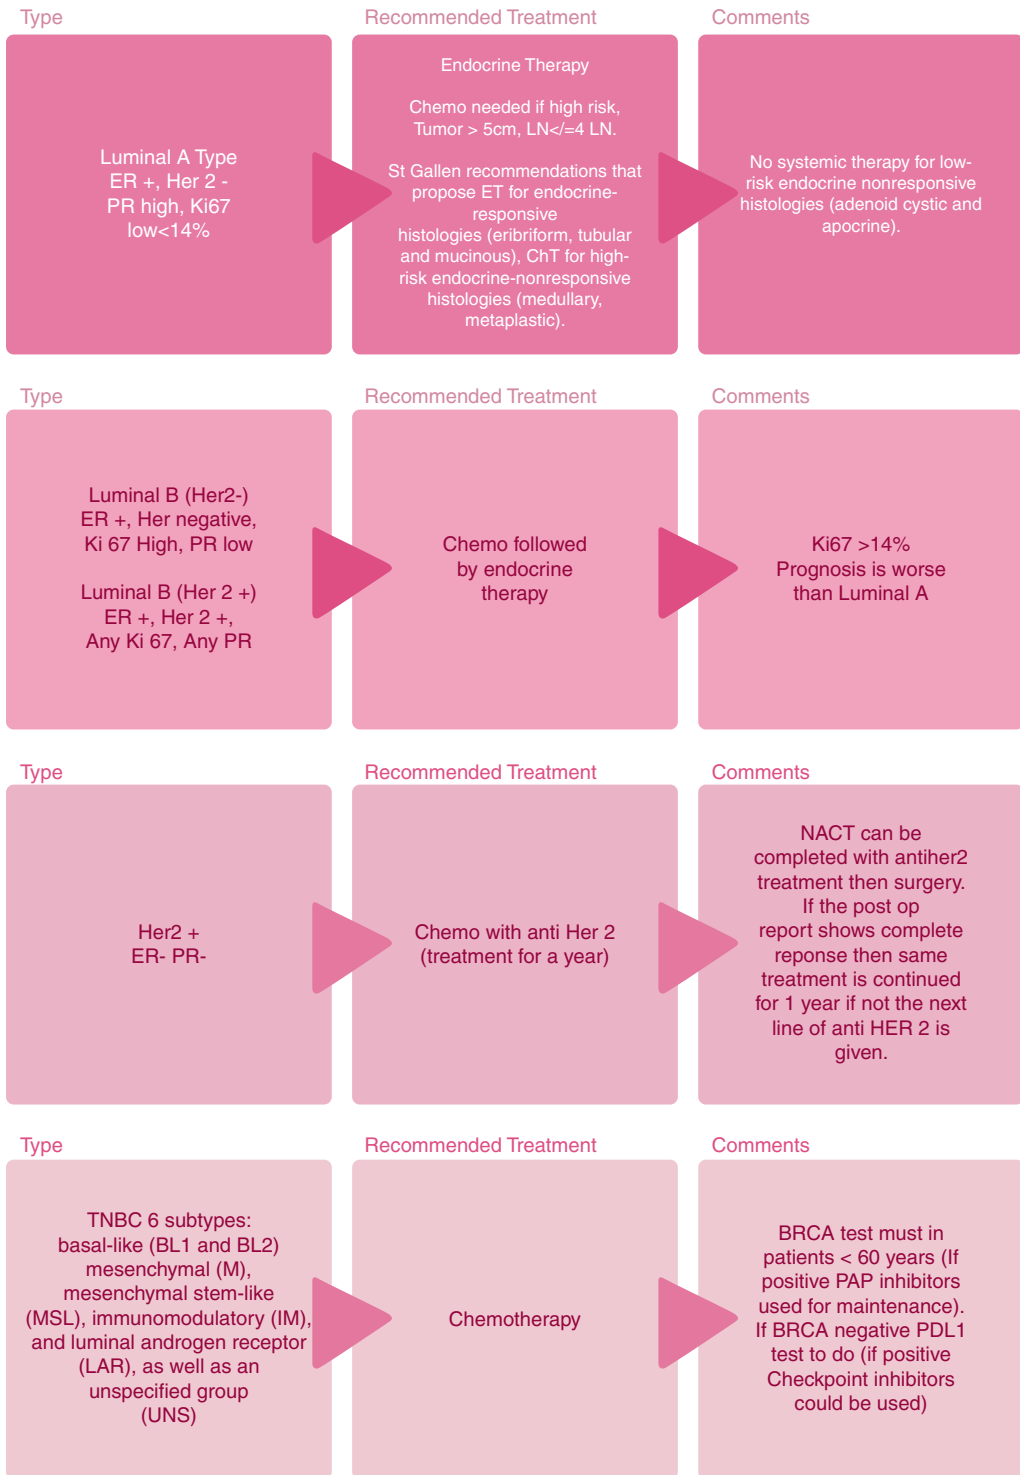 Type
Recommended Treatment
Comments
Luminal A Type
ER +, Her 2 -
PR high, Ki67
low<14%
Endocrine Therapy
Chemo needed if high risk,
Tumor > 5cm, LN</=4 LN.
St Gallen recommendations that
propose ET for endocrine-
responsive
histologies (eribriform, tubular
and mucinous), ChT for high-
risk endocrine-nonresponsive
histologies (medullary,
metaplastic).
No systemic therapy for low-
risk endocrine nonresponsive
histologies (adenoid cystic and
apocrine).
Type
Recommended Treatment
Comments
Luminal B (Her2-)
ER +, Her negative,
Ki 67 High, PR low
Luminal B (Her 2 +)
ER +, Her 2 +,
Any Ki 67, Any PR
Chemo followed
by endocrine
therapy
Ki67 >14%
Prognosis is worse
than Luminal A
Type
Recommended Treatment
Comments
Her2 +
ER- PR-
Chemo with anti Her 2
(treatment for a year)
NACT can be
completed with antiher2
treatment then surgery.
If the post op
report shows complete
reponse then same
treatment is continued
for 1 year if not the next
line of anti HER 2 is
given.
Type
Recommended Treatment
Comments
TNBC 6 subtypes:
basal-like (BL1 and BL2)
mesenchymal (M),
mesenchymal stem-like
(MSL), immunomodulatory (IM),
and luminal androgen receptor
(LAR), as well as an
unspecified group
(UNS)
Chemotherapy
BRCA test must in
patients < 60 years (If
positive PAP inhibitors
used for maintenance).
If BRCA negative PDL1
test to do (if positive
Checkpoint inhibitors
could be used)